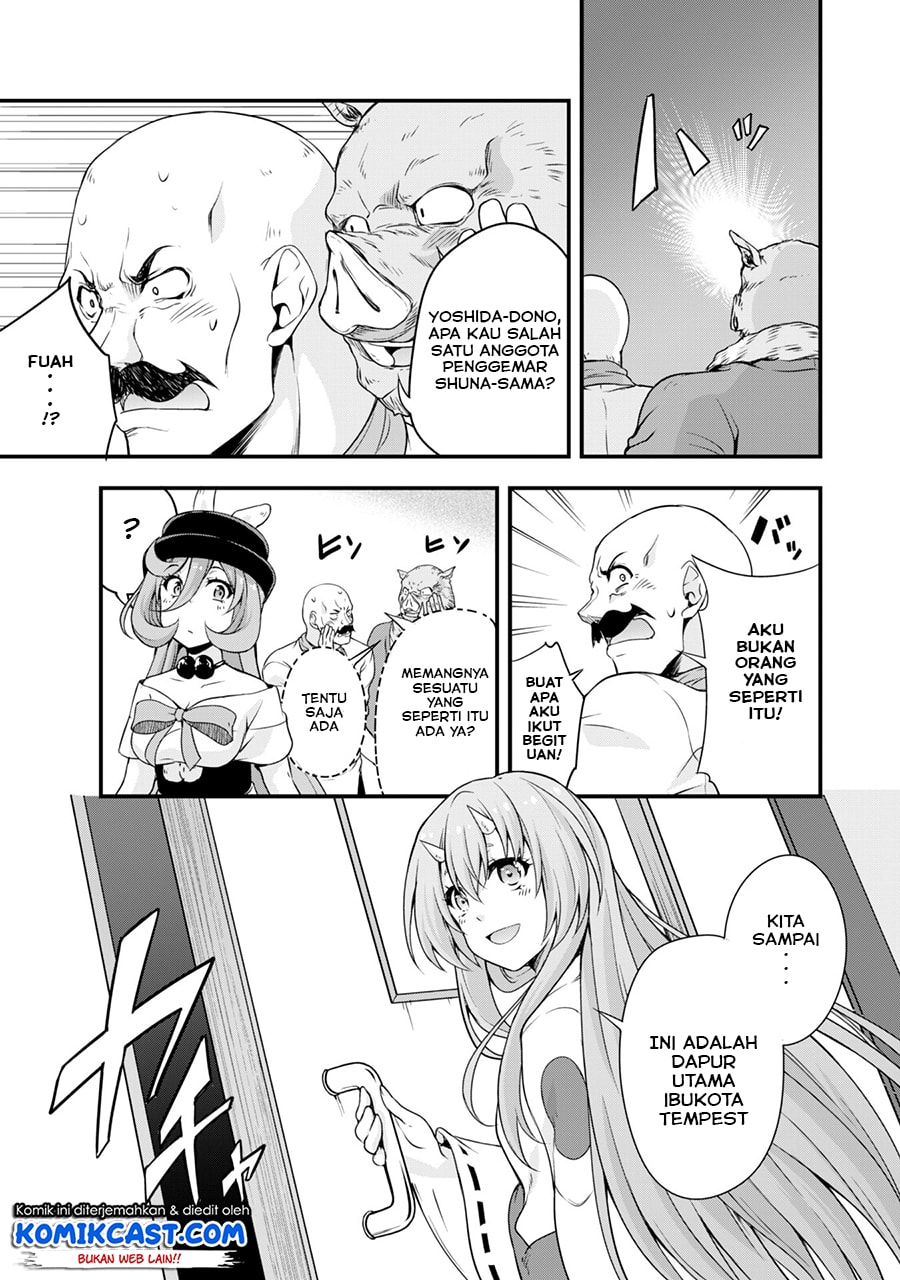 YOSHIDA-DONO,
APA KAU SALAH
SATU ANGGOTA
PENGGEMAR
SHUNA-SAMA?
FUAH
...
!?
バッ
AKU
BUKAN
ORANG
YANG
SEPERTI
ITU!
BUAT
APA
AKU
IKUT
BEGIT
UAN!
ヒソ
MEMANGNYA
SESUATU
YANG
SEPERTI ITU
ADA YA?
ヒソ
TENTU
SAJA
ADA
?
KITA
SAMPAI
...
INI ADALAH
DAPUR
UTAMA
IBUKOTA
TEMPEST
ガチャ
Komik ini diterjemahkan & diedit oleh
KOMIKCAST.COM
BUKAN WEB LAIN!!